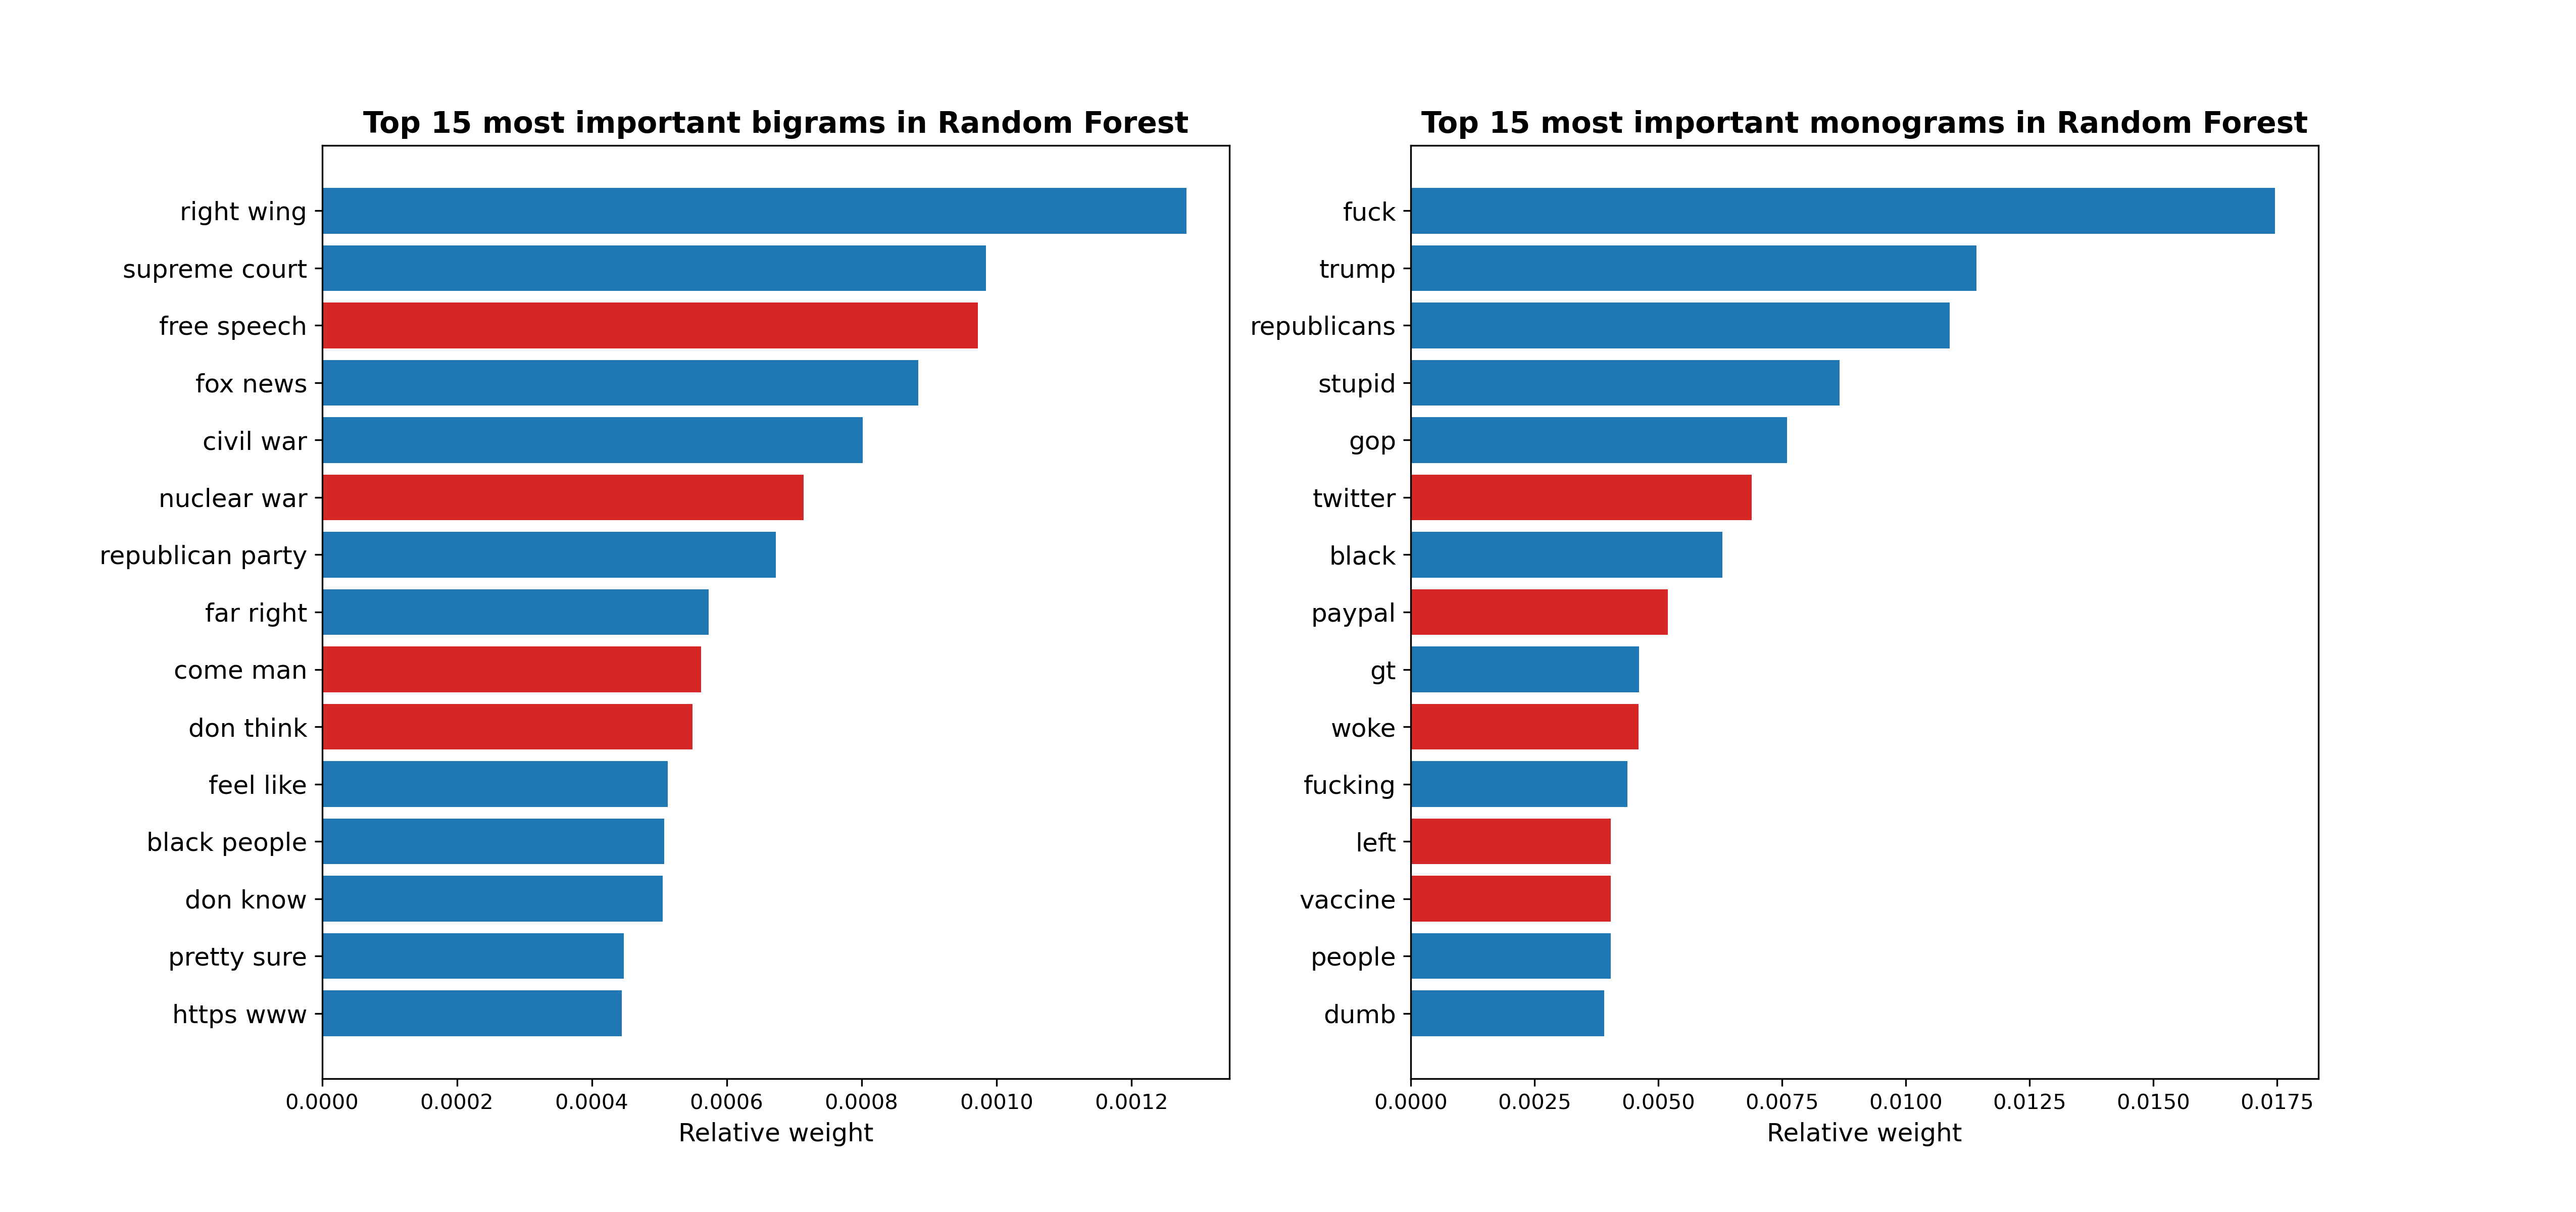 Top 15 most important bigrams in Random Forest
right wing
supreme court
free speech
fox news
civil war
nuclear war
republican party
far right
come man
don think
feel like
black people
don know
pretty sure
https www
0.0000 0.0002 0.0004 0.0006 0.0008 0.0010 0.0012
Relative weight
Top 15 most important monograms in Random Forest
fuck
trump
republicans
stupid
gop
twitter
black
paypal
gt
woke
fucking
left
vaccine
people
dumb
0.0000 0.0025 0.0050 0.0075 0.0100 0.0125 0.0150 0.0175
Relative weight